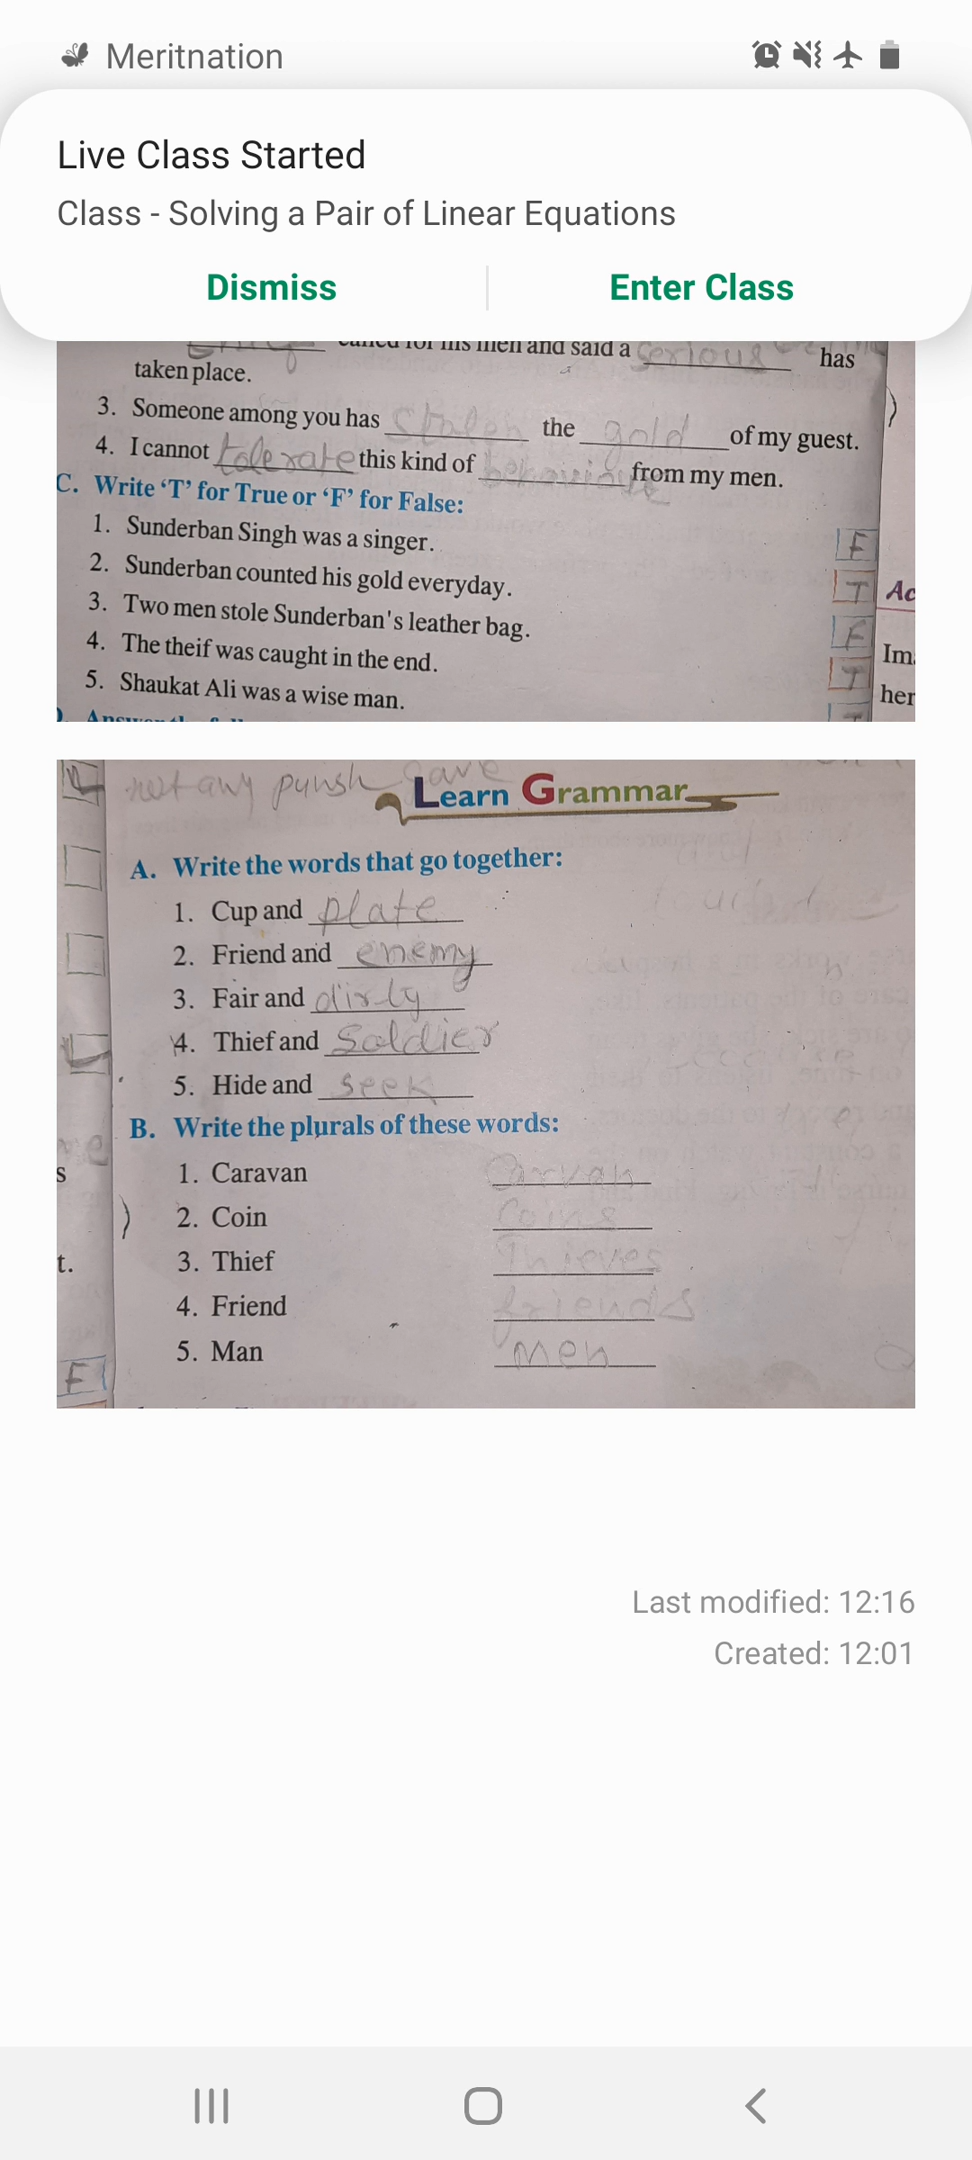 Meritnation
Live Class Started
Class - Solving a Pair of Linear Equations
Dismiss Enter Class
called for his men and said a serious has
taken place.
3. Someone among you has stolen the gold of my guest.
4. I cannot tolerate this kind of from my men.
C. Write ‘T’ for True or ‘F’ for False:
1. Sunderban Singh was a singer. F
2. Sunderban counted his gold everyday. T
3. Two men stole Sunderban's leather bag. F
4. The theif was caught in the end. T
5. Shaukat Ali was a wise man.
Ac
Im
her
not any punsh gave
Learn Grammar
A. Write the words that go together:
1. Cup and plate
2. Friend and enemy
3. Fair and dirty
4. Thief and Soldier
5. Hide and seek
B. Write the plurals of these words:
1. Caravan
2. Coin Coins
3. Thief Thieves
4. Friend friends
5. Man Men
s
t.
F
Last modified: 12:16
Created: 12:01